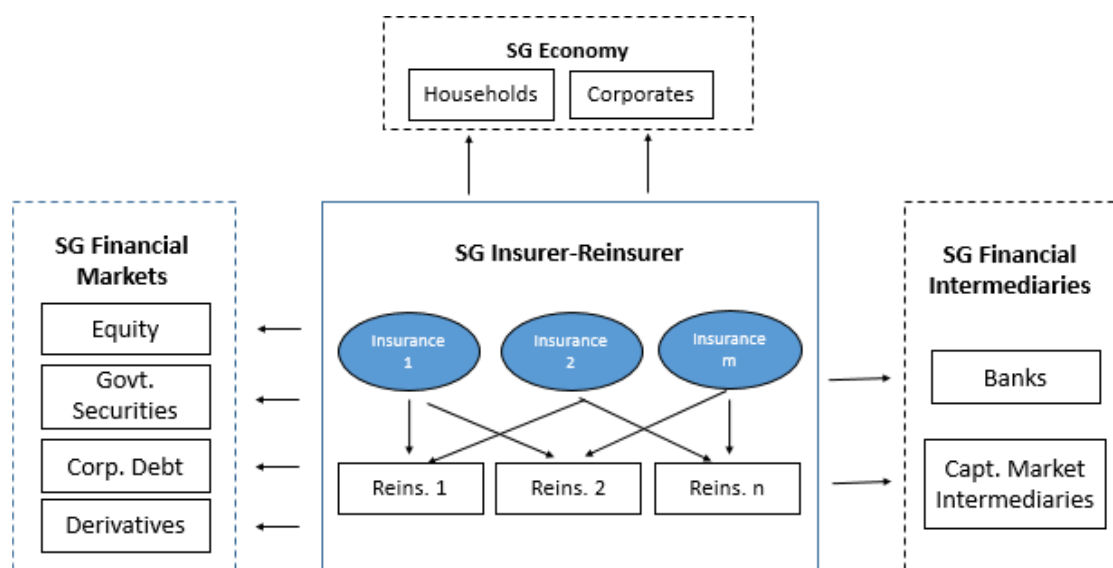 SG Economy
Households
Corporates
SG Financial
Markets
Equity
Govt.
Securities
Corp. Debt
Derivatives
SG Insurer-Reinsurer
Insurance
1
Insurance
2
Insurance
m
Reins. 1
Reins. 2
Reins. n
SG Financial
Intermediaries
Banks
Capt. Market
Intermediaries